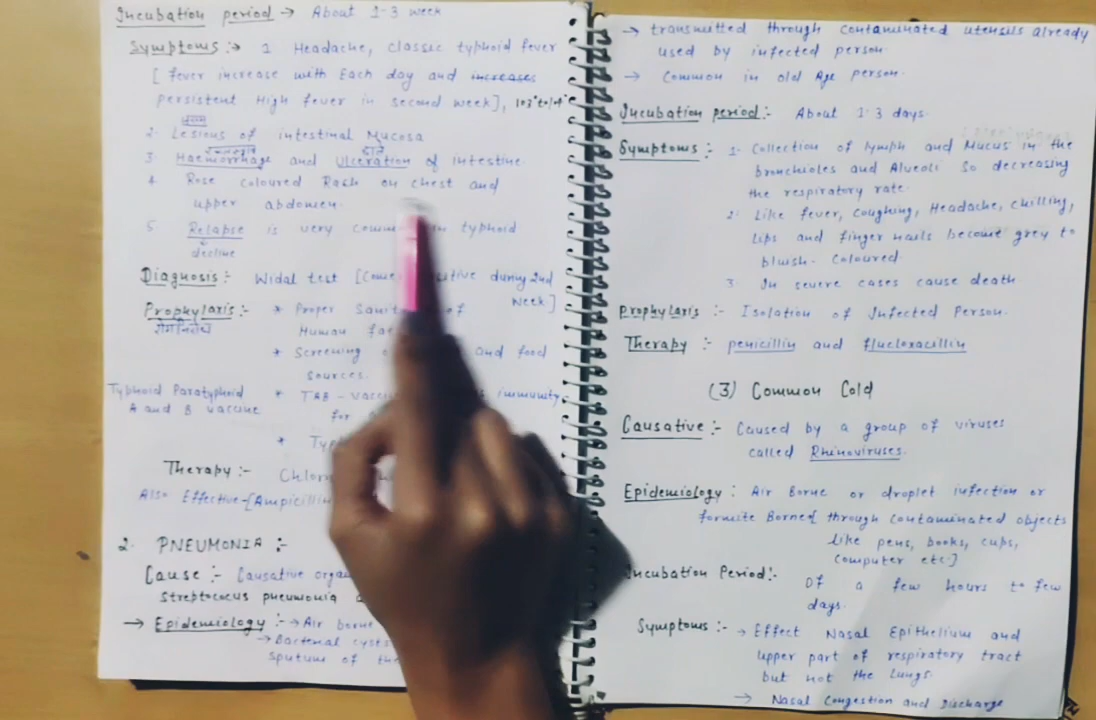 Incubation period → About 1-3 week
Symptoms :→ 1 Headache, classic typhoid fever
[ fever increase with Each day and increases
persistent High fever in second week],
2. Lesions of intestinal Mucosa
3. Haemorrhage and Ulceration of intestine
4. Rose coloured Rash on chest and
upper abdomen.
5. Relapse is very comm in typhoid
decline
Diagnosis :- Widal test [ during 2nd
week]
Prophylaxis :- * Proper Sanit of
Human
* Screening and food
sources.
Typhoid Paratyphoid
A and B vaccine
* TAB - immunity
for
*
Therapy :-
Also Effective-[Ampicillin
2. PNEUMONIA :-
Cause :- Causative
Streptococus pneumonia
→ Epidemiology :- → Air borne
→ Bacterial cysts
sputum of the
→ transmitted through contaminated utensils already
used by infected person.
→ Common in old Age person.
Incubation period :- About 1-3 days.
Symptoms :- 1. Collection of lymph and Mucus in the
bronchioles and Alveoli so decreasing
the respiratory rate.
2. Like fever, coughing, Headache, chilling,
lips and finger nails become grey to
bluish- coloured.
3. In severe cases cause death
prophylaxis :- Isolation of Infected Person.
Therapy :- penicillin and flucloxacillin
(3) Common Cold
Causative :- Caused by a group of viruses
called Rhinoviruses.
Epidemiology : Air Borne or droplet infection or
formite Borne[ through contaminated objects
like pens, books, cups,
computer etc.]
Incubation Period :- Of a few hours to few
days.
Symptoms :- → Effect Nasal Epithelium and
upper part of respiratory tract
but not the lungs.
→ Nasal Congestion and Discharge